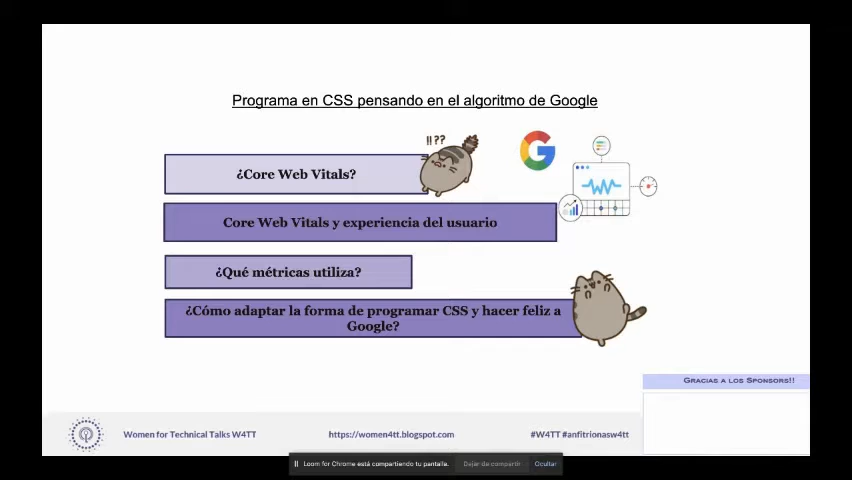 Programa en CSS pensando en el algoritmo de Google
!!??
¿Core Web Vitals?
Core Web Vitals y experiencia del usuario
¿Qué métricas utiliza?
¿Cómo adaptar la forma de programar CSS y hacer feliz a
Google?
GRACIAS A LOS SPONSORS!!
Women for Technical Talks W4TT
https://women4tt.blogspot.com
#W4TT #anfitrionasw4tt
Loom for Chrome está compartiendo tu pantalla.
Dejar de compartir
Ocultar